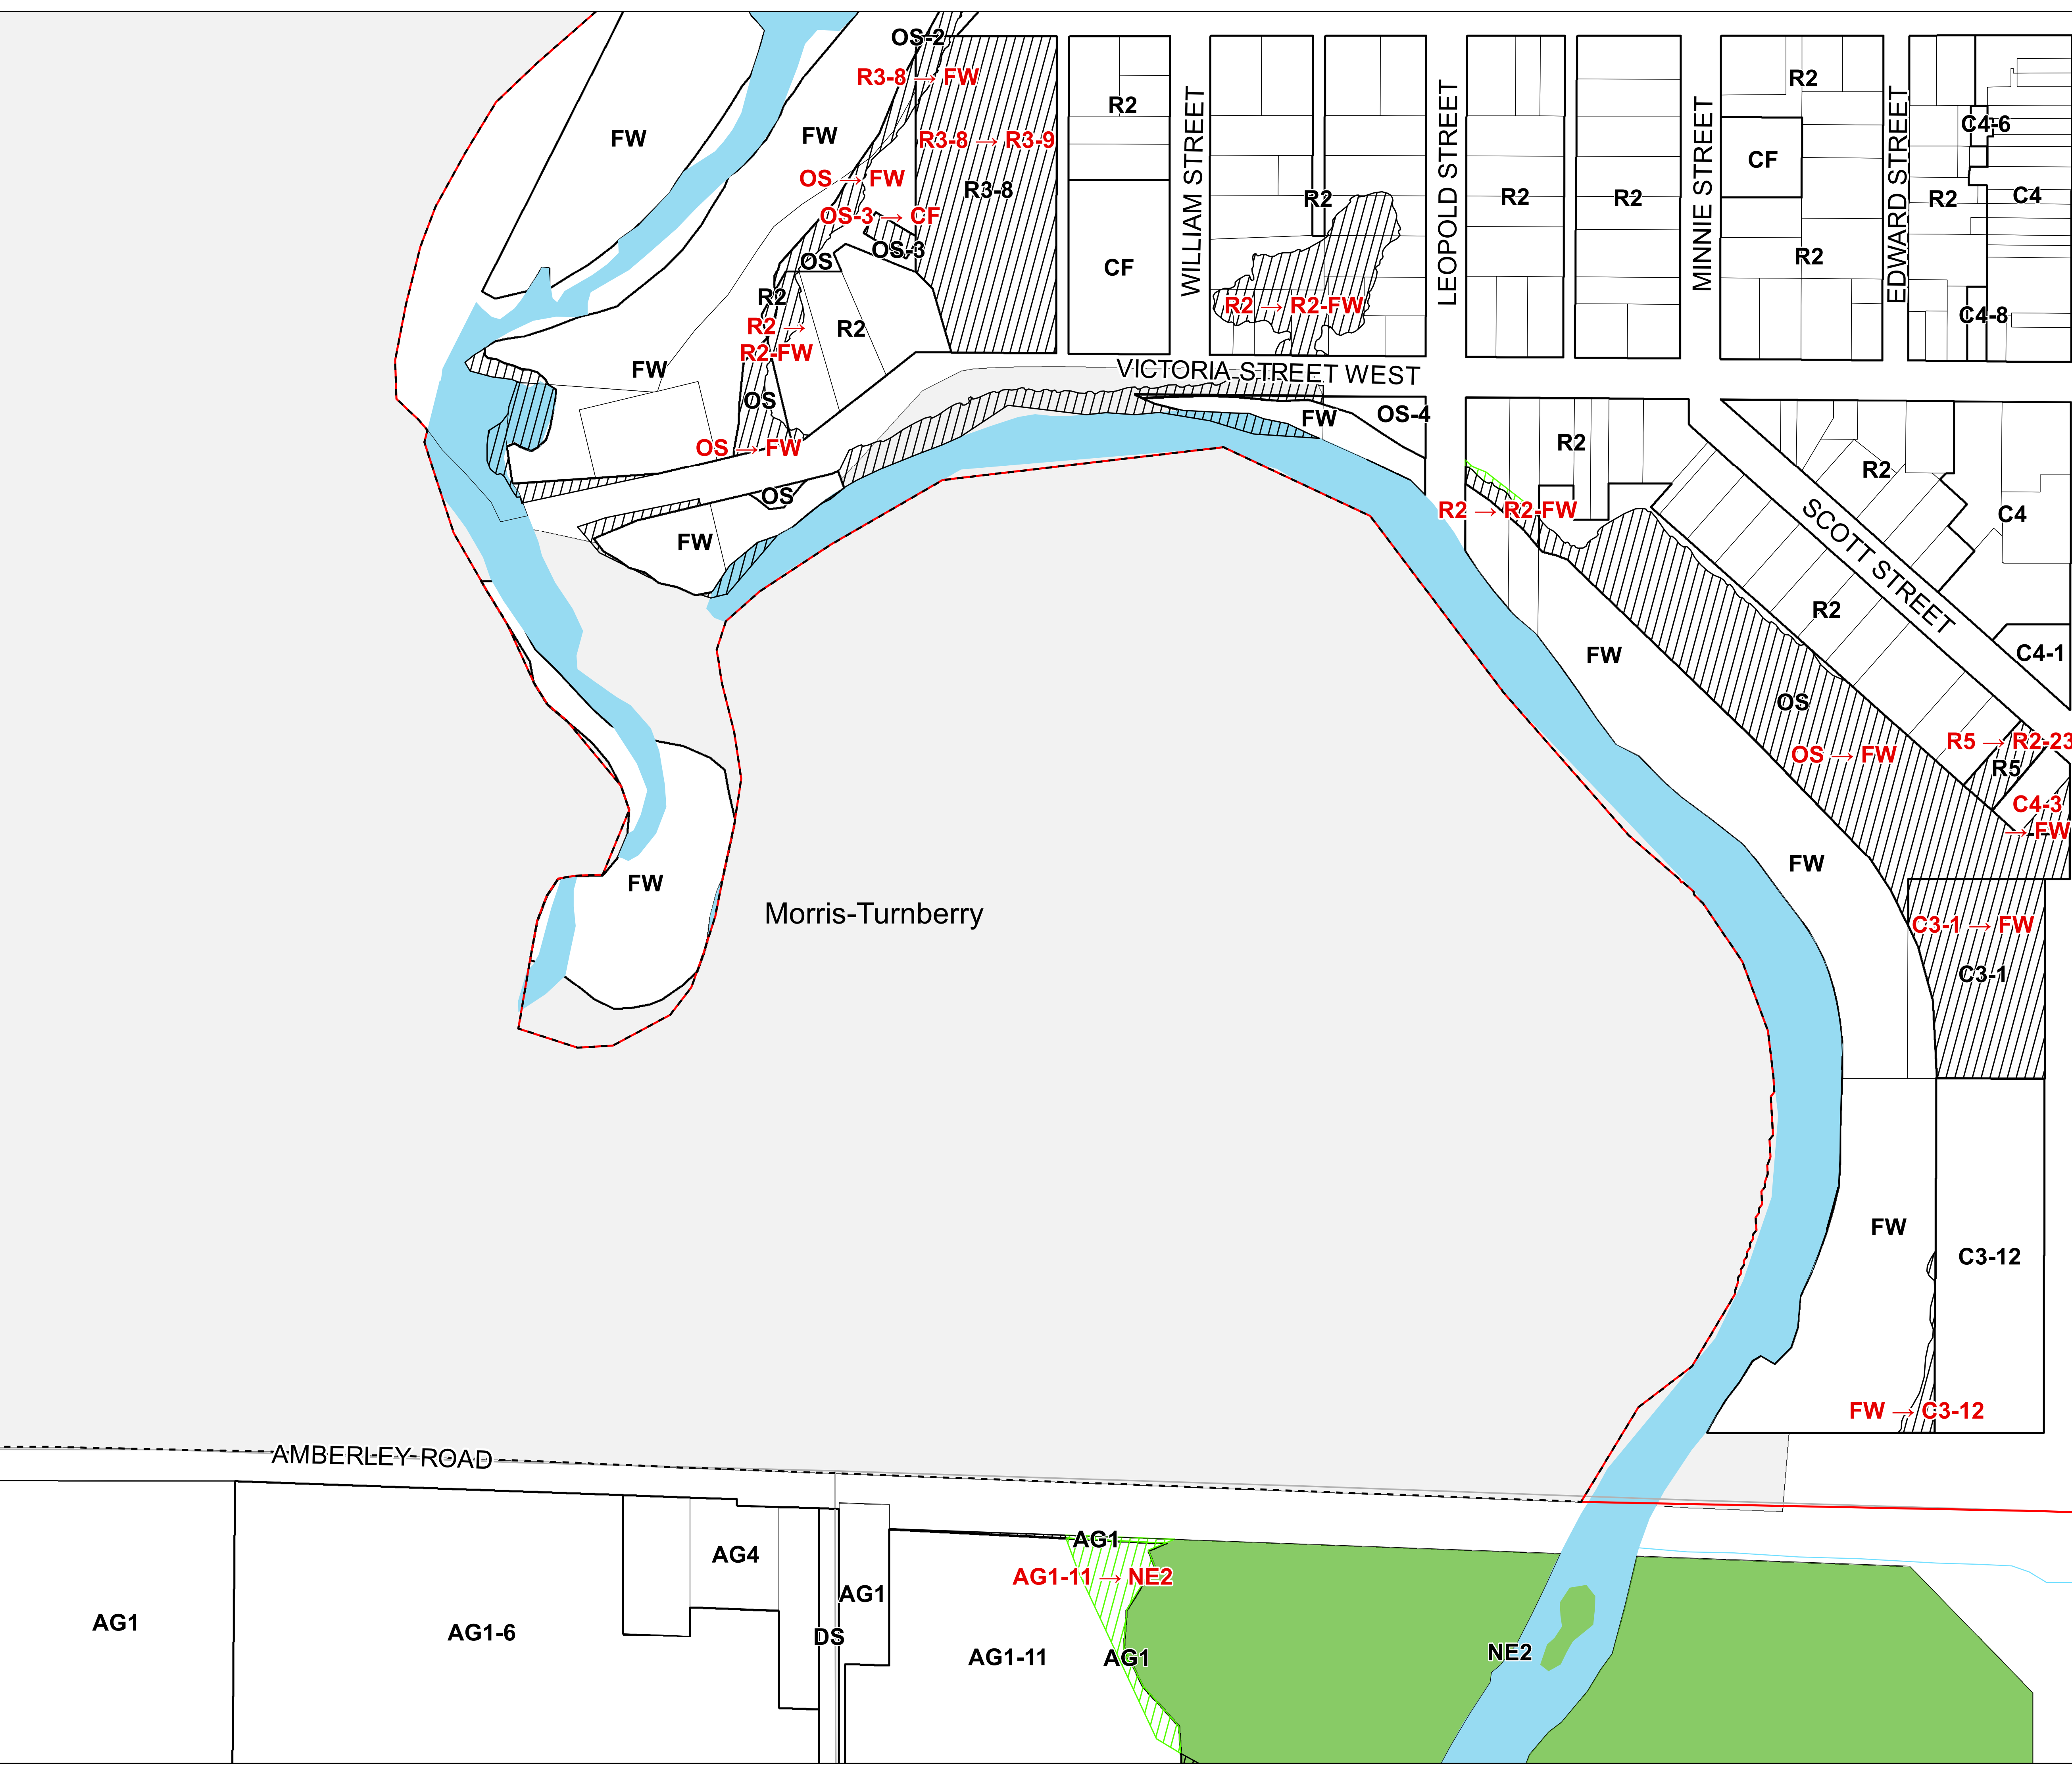 OS-2
R3-8 → FW
R2
R2
FW
FW
R2
C4-6
R3-8 → R3-9
CF
OS → FW
R3-8
R2
R2
R2
R2
C4
OS-3 → CF
WILLIAM STREET
LEOPOLD STREET
MINNIE STREET
EDWARD STREET
OS-3
OS
CF
R2
R2
R2 → R2-FW
C4-8
R2 →
R2-FW
R2
FW
VICTORIA STREET WEST
OS
FW
OS-4
OS → FW
R2
R2
OS
R2 → R2-FW
C4
FW
SCOTT STREET
R2
FW
C4-1
OS
OS → FW
R5 → R2-23
R5
C4-3
→ FW
FW
FW
Morris-Turnberry
C3-1 → FW
C3-1
FW
C3-12
FW → C3-12
AMBERLEY ROAD
AG1
AG4
AG1-11 → NE2
AG1
AG1
AG1-6
DS
AG1-11
AG1
NE2